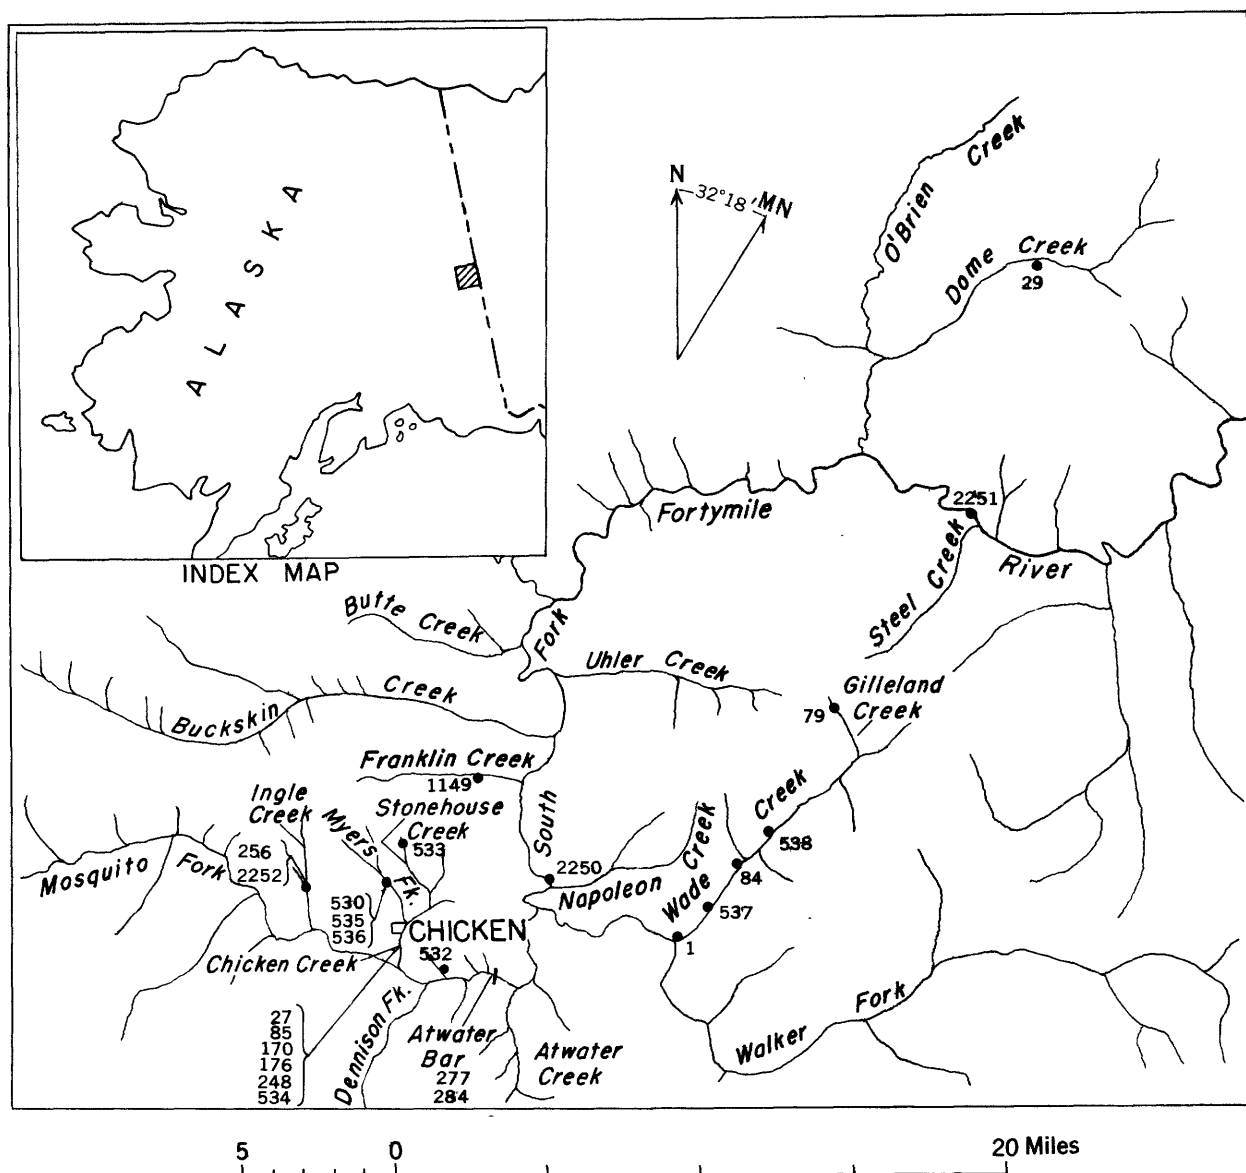 ALASKA
INDEX MAP
N
32°18'
MN
O'Brien Creek
Dome Creek
29
Fortymile
River
2251
Steel Creek
Butte Creek
Fork
Uhler Creek
Buckskin Creek
Gilleland
Creek
79
Franklin Creek
1149
Ingle
Creek
Myers
Fk.
Stonehouse
Creek
533
South
Creek
538
Mosquito Fork
256
2252
2250
Napoleon Creek
84
Wade
530
535
536
537
CHICKEN
1
Chicken Creek
532
27
85
170
176
248
534
Dennison Fk.
Atwater
Bar
277
284
Atwater
Creek
Walker Fork
5 0 20 Miles